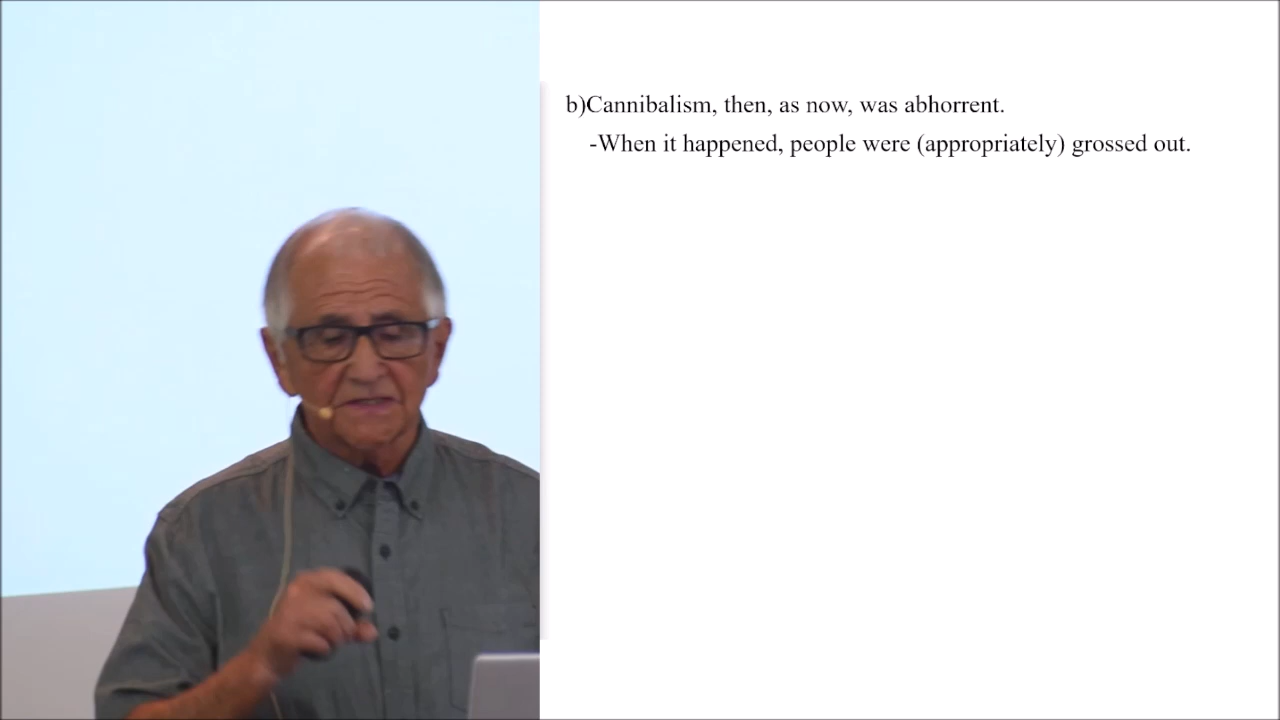 b)Cannibalism, then, as now, was abhorrent.
-When it happened, people were (appropriately) grossed out.